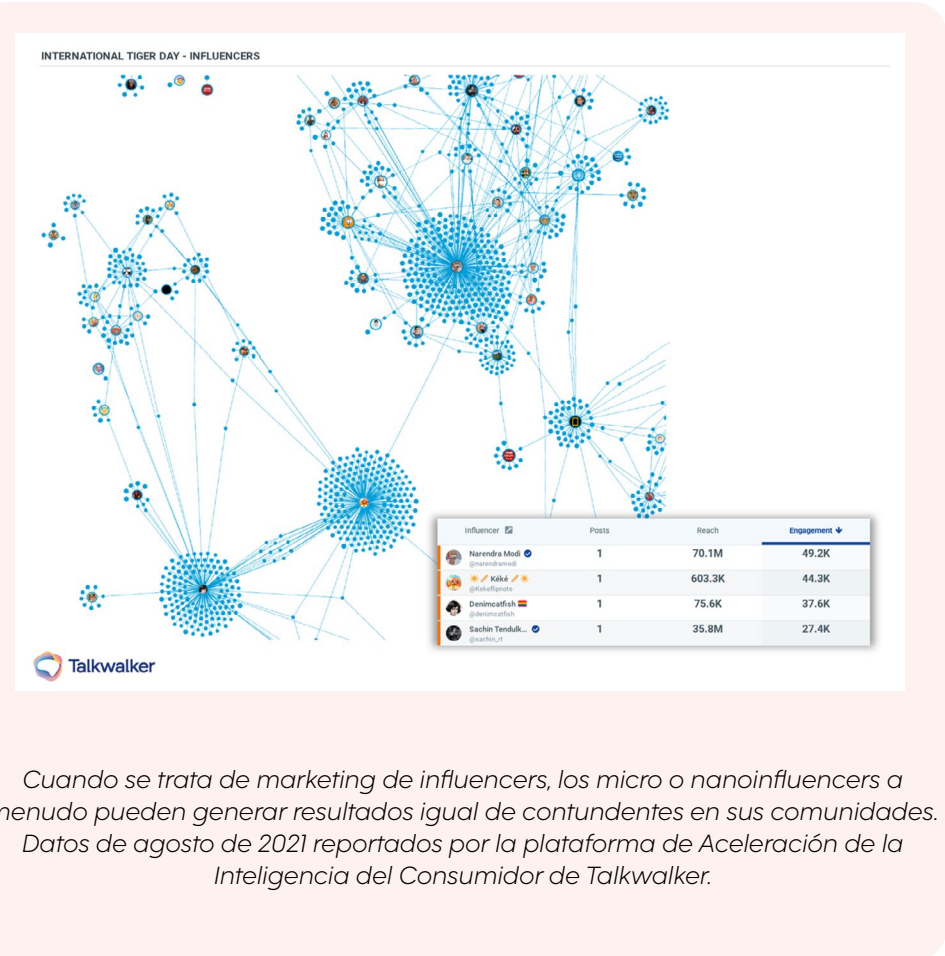 INTERNATIONAL TIGER DAY - INFLUENCERS
Influencer Posts Reach Engagement
Narendra Modi 1 70.1M 49.2K
@narendramodi
Kéké 1 603.3K 44.3K
@Kekeflipnote
Denimcatfish 1 75.6K 37.6K
@denimcatfish
Sachin Tendulk... 1 35.8M 27.4K
@sachin_rt
Talkwalker
Cuando se trata de marketing de influencers, los micro o nanoinfluencers a
menudo pueden generar resultados igual de contundentes en sus comunidades.
Datos de agosto de 2021 reportados por la plataforma de Aceleración de la
Inteligencia del Consumidor de Talkwalker.